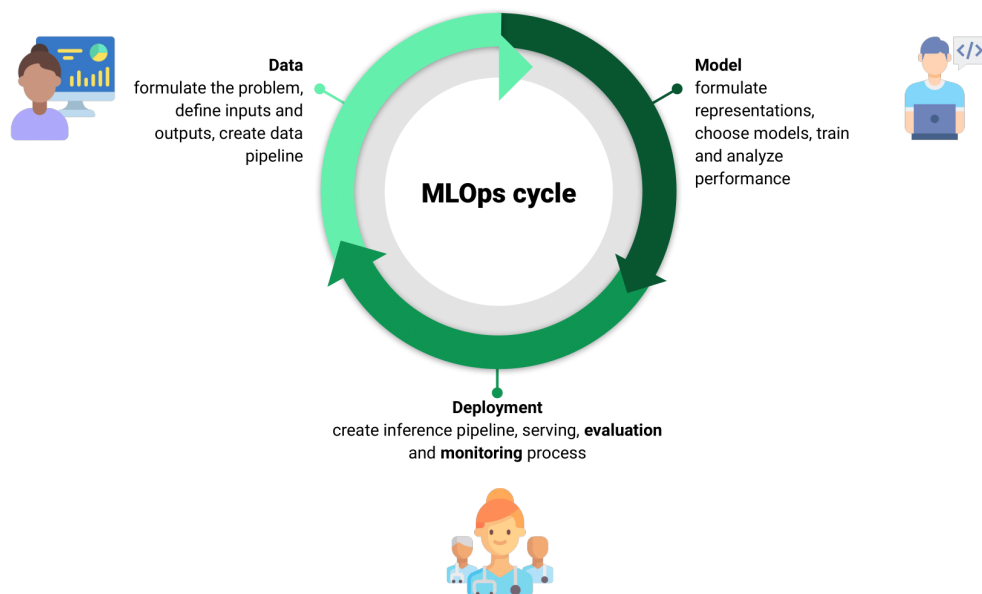 Data
formulate the problem,
define inputs and
outputs, create data
pipeline
Model
formulate
representations,
choose models, train
and analyze
performance
</>
MLOps cycle
Deployment
create inference pipeline, serving, evaluation
and monitoring process